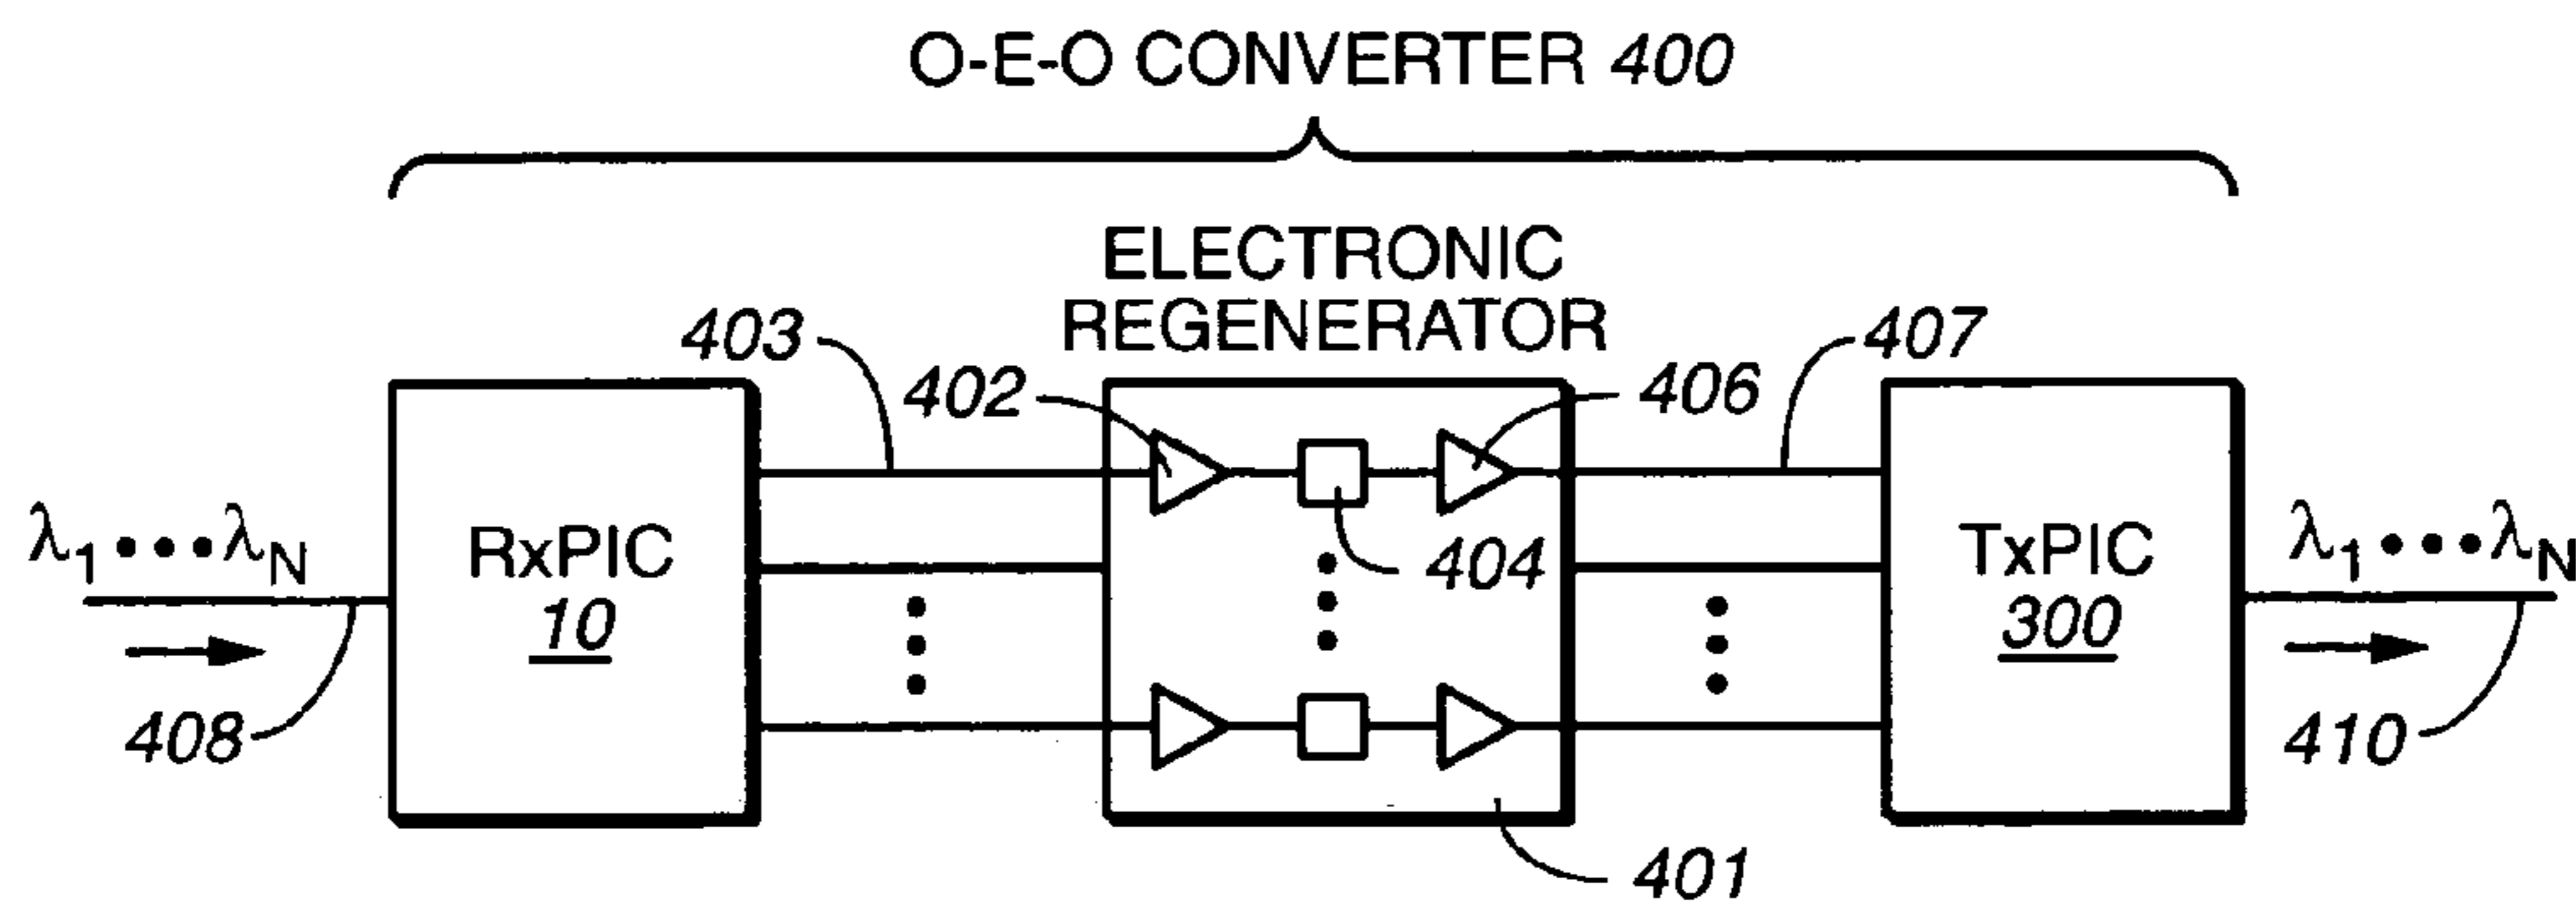 O-E-O CONVERTER 400
ELECTRONIC
REGENERATOR
403
402
406
407
λ1•••λN
RxPIC
10
404
TxPIC
300
λ1•••λN
408
410
401